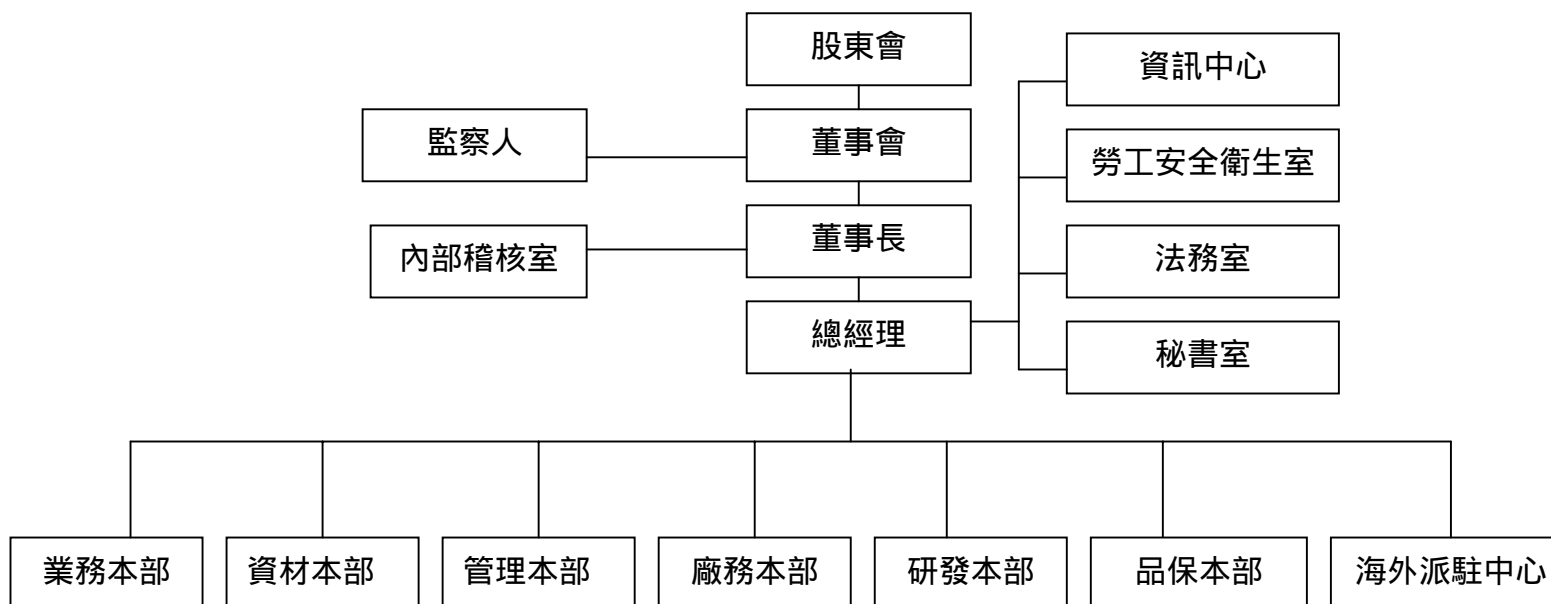 股東會
資訊中心
監察人
董事會
勞工安全衛生室
內部稽核室
董事長
法務室
總經理
秘書室
業務本部
資材本部
管理本部
廠務本部
研發本部
品保本部
海外派駐中心